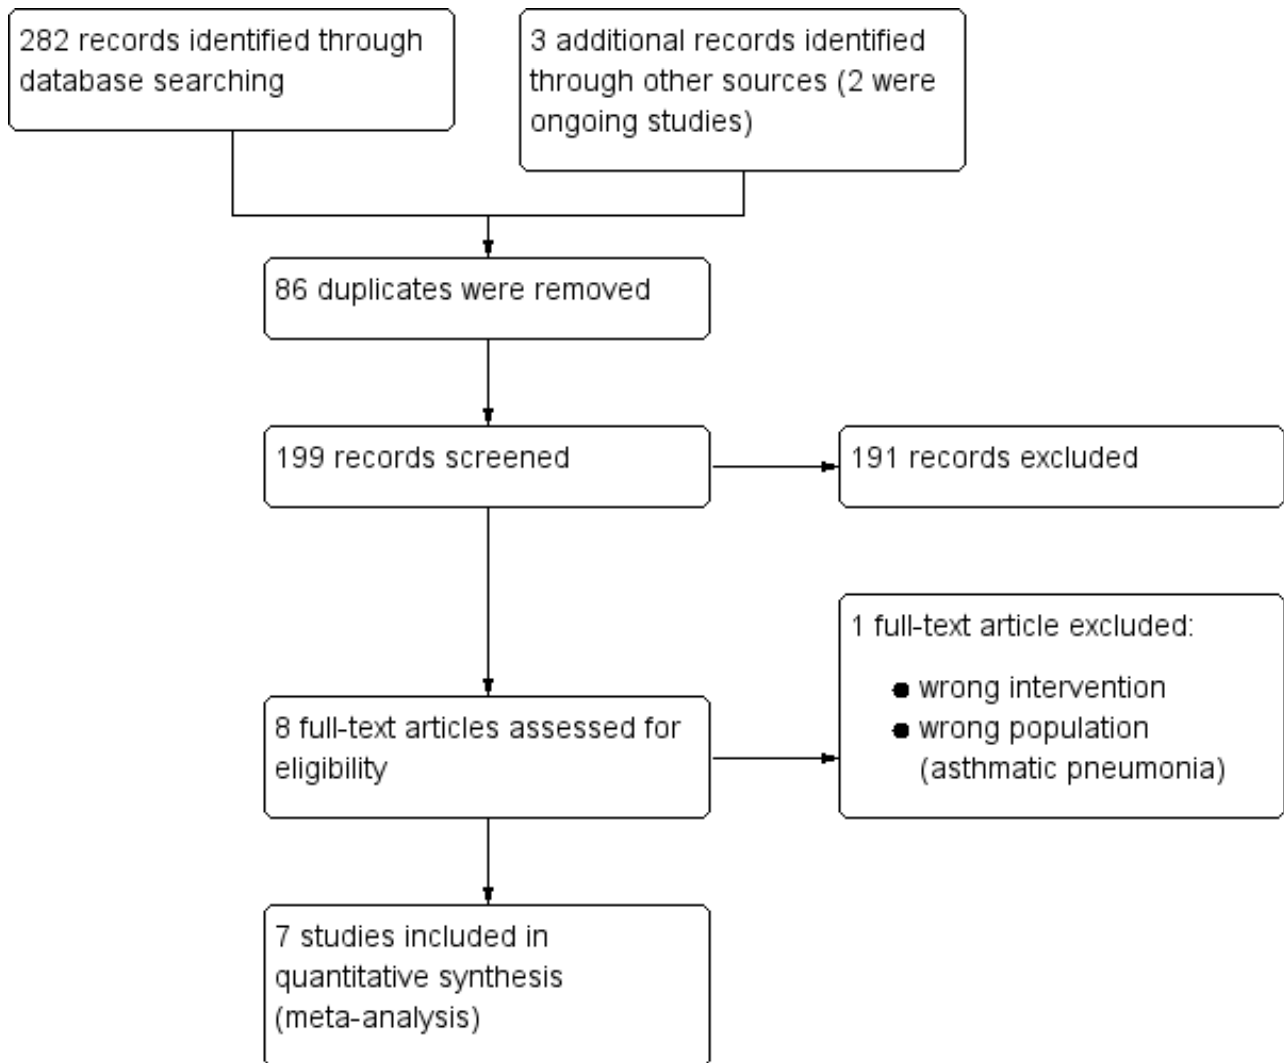 282 records identified through
database searching
3 additional records identified
through other sources (2 were
ongoing studies)
86 duplicates were removed
199 records screened
191 records excluded
1 full-text article excluded:
● wrong intervention
● wrong population
(asthmatic pneumonia)
8 full-text articles assessed for
eligibility
7 studies included in
quantitative synthesis
(meta-analysis)